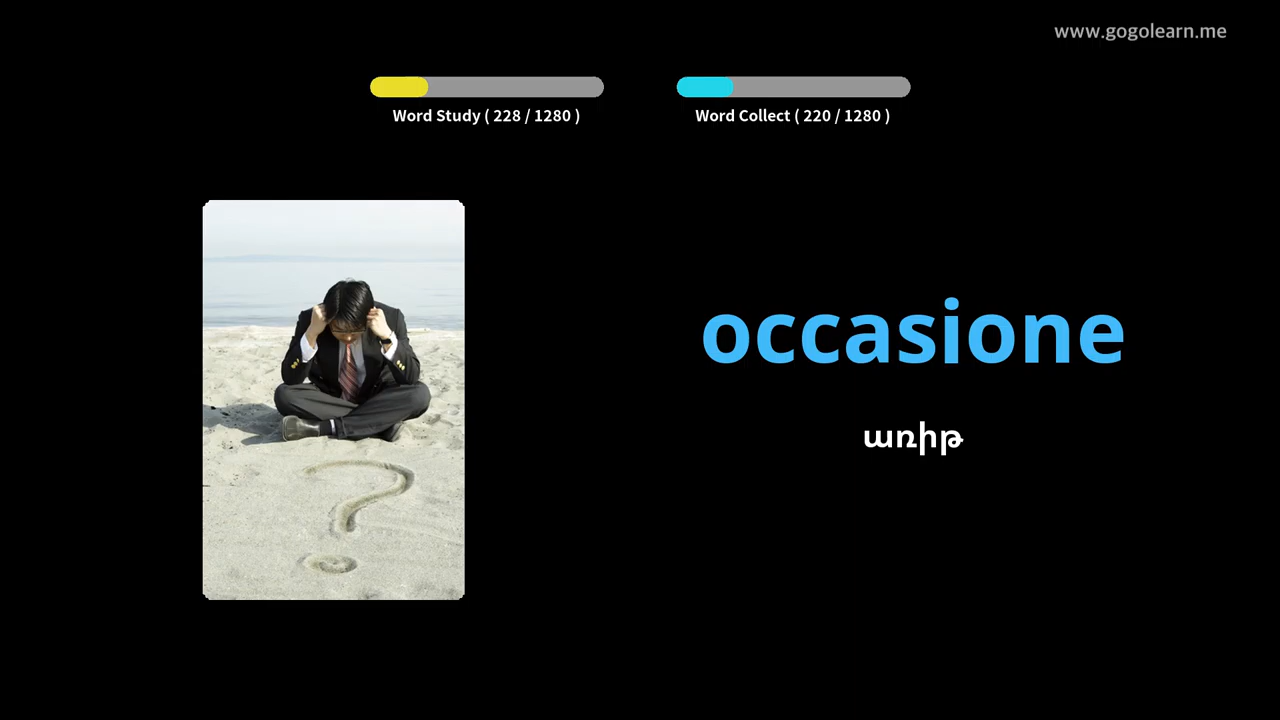 www.gogolearn.me
Word Study ( 228 / 1280 )
Word Collect ( 220 / 1280 )
occasione
առիթ
?